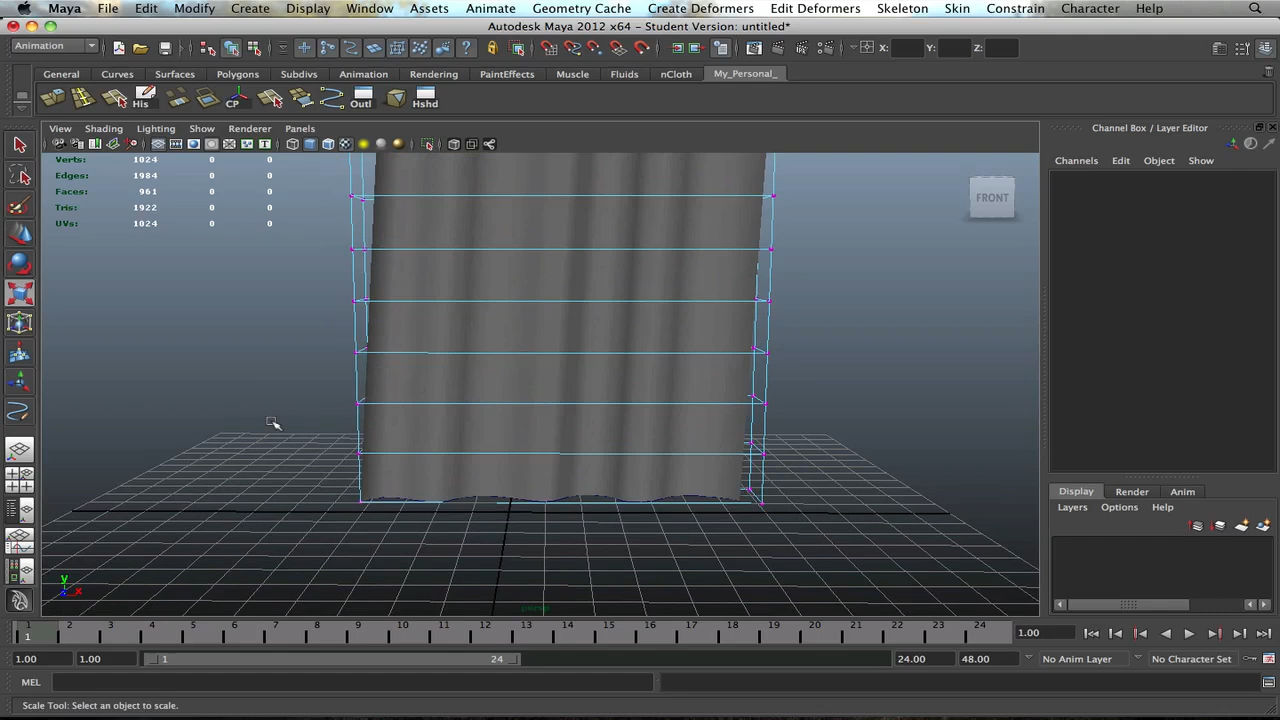 Maya File Edit Modify Create Display Window Assets Animate Geometry Cache Create Deformers Edit Deformers Skeleton Skin Constrain Character Help
Autodesk Maya 2012 x64 - Student Version: untitled*
Animation X: Y: Z:
General Curves Surfaces Polygons Subdivs Animation Rendering PaintEffects Muscle Fluids nCloth My_Personal_
His CP Outl Hshd
View Shading Lighting Show Renderer Panels
Channel Box / Layer Editor
Channels Edit Object Show
Verts: 1024 0 0
Edges: 1984 0 0
Faces: 961 0 0
Tris: 1922 0 0
UVs: 1024 0 0
FRONT
y
x
persp
Display Render Anim
Layers Options Help
1 2 3 4 5 6 7 8 9 10 11 12 13 14 15 16 17 18 19 20 21 22 23 24
1 1.00
1.00 1.00 1 24 24.00 48.00 No Anim Layer No Character Set
MEL
Scale Tool: Select an object to scale.